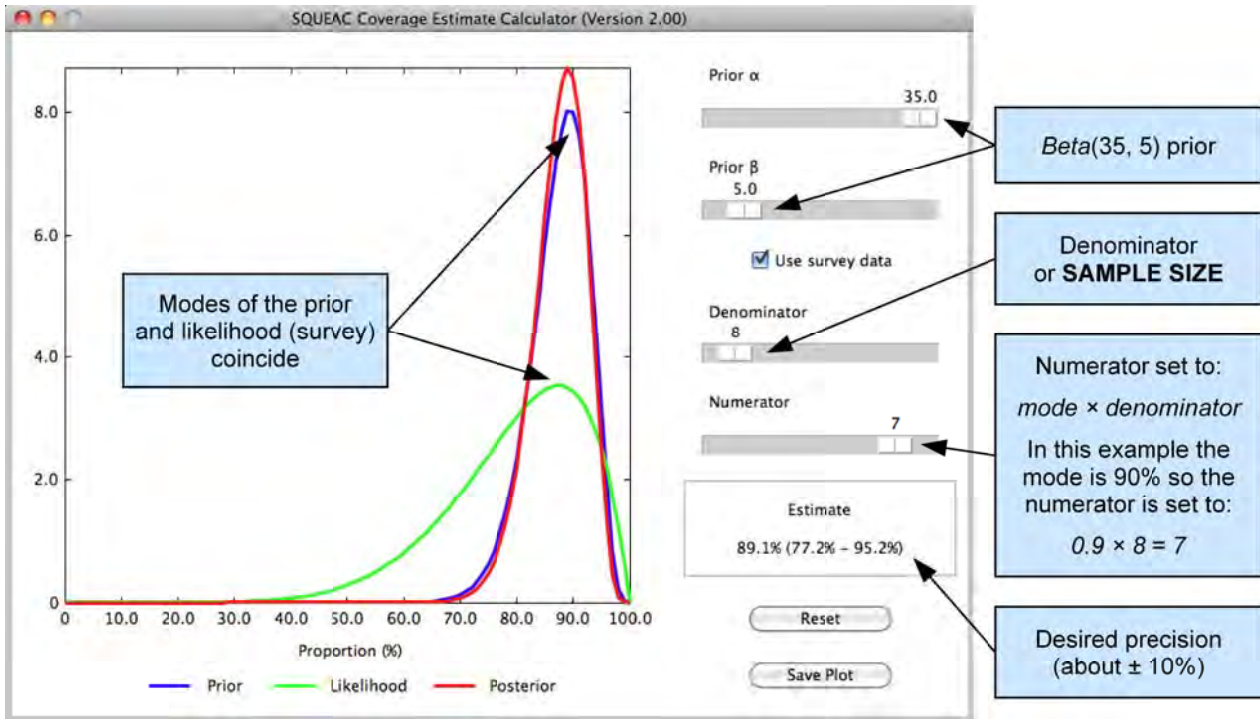 SQUEAC Coverage Estimate Calculator (Version 2.00)
8.0
6.0
4.0
2.0
0
0 10.0 20.0 30.0 40.0 50.0 60.0 70.0 80.0 90.0 100.0
Proportion (%)
Prior Likelihood Posterior
Modes of the prior
and likelihood (survey)
coincide
Prior α
35.0
Prior β
5.0
Use survey data
Denominator
8
Numerator
7
Estimate
89.1% (77.2% – 95.2%)
Reset
Save Plot
Beta(35, 5) prior
Denominator
or SAMPLE SIZE
Numerator set to:
mode × denominator
In this example the
mode is 90% so the
numerator is set to:
0.9 × 8 = 7
Desired precision
(about ± 10%)